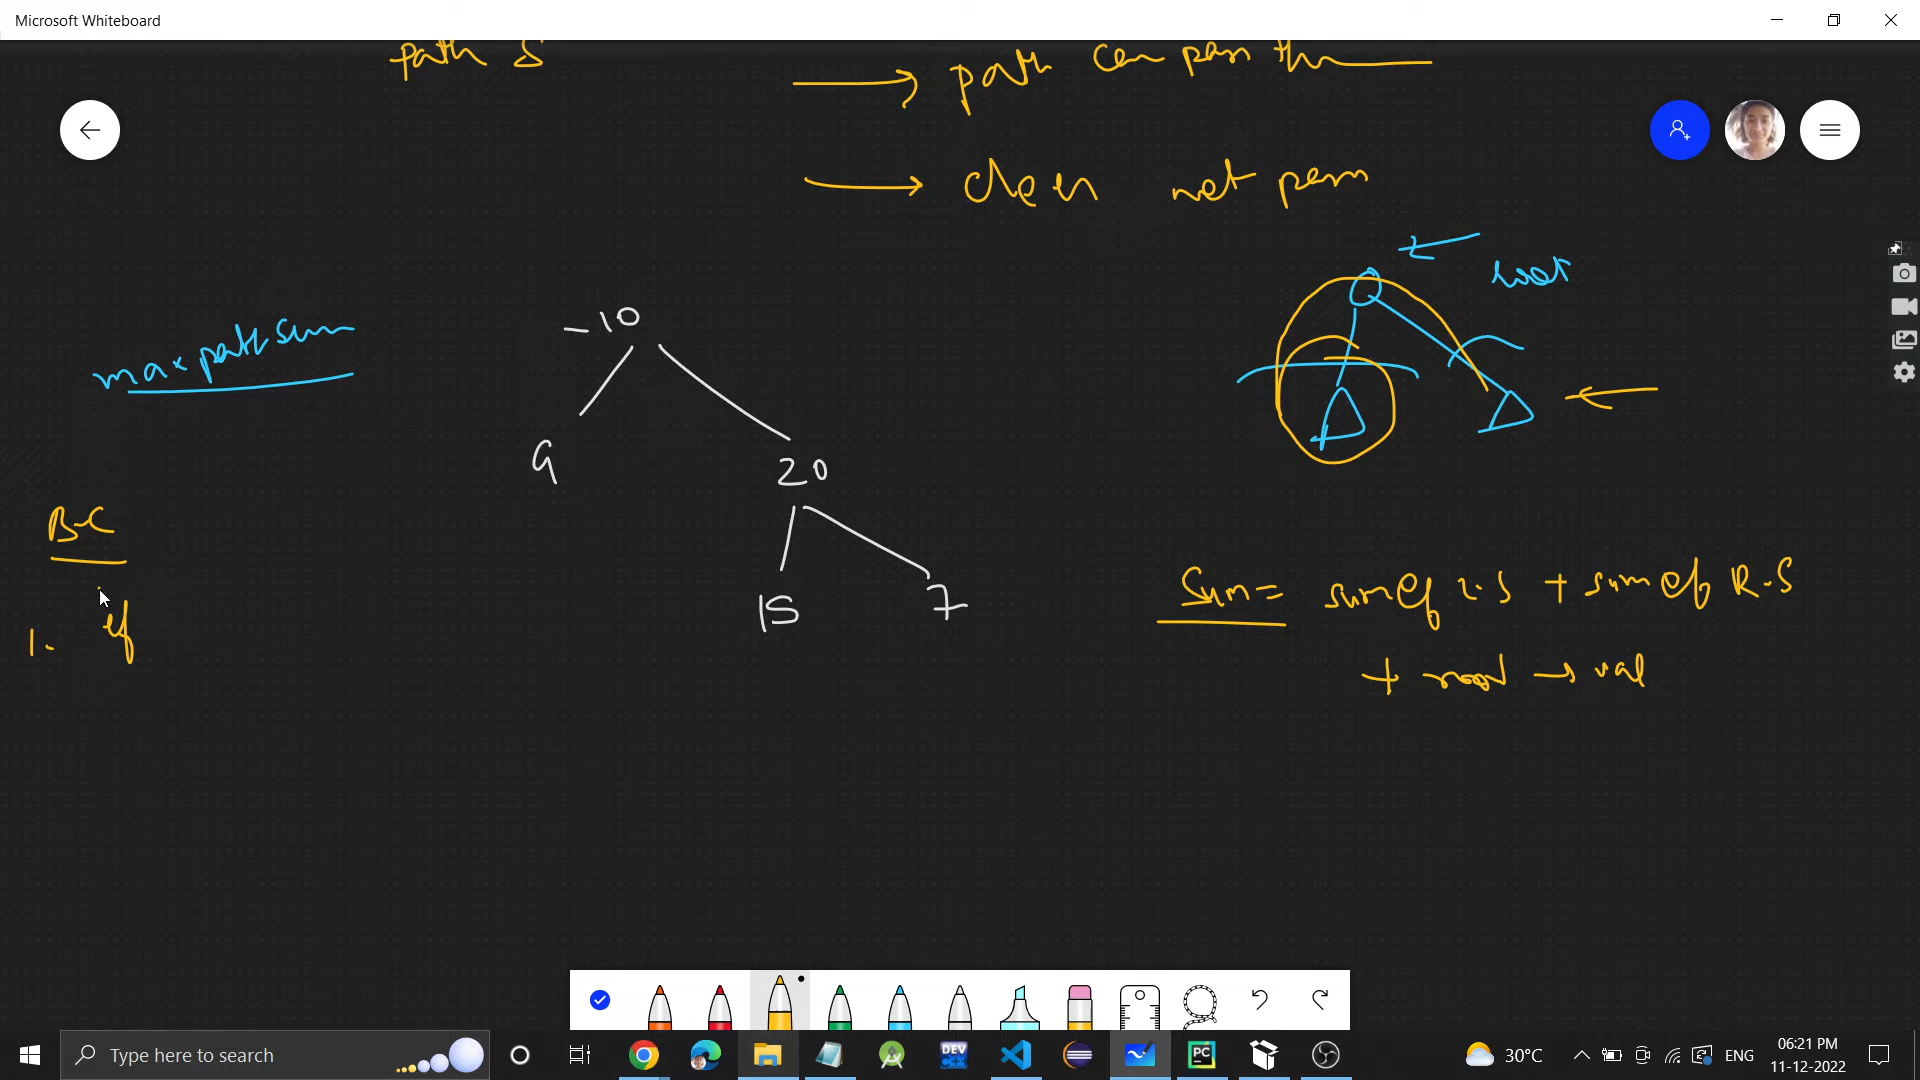 Microsoft Whiteboard
path
path can pass thr
not pass
root
max path sum
-10
9
20
15
7
B.C
1. if
Sum = sum of L.S + sum of R.S
+ root → val
Type here to search
DEV
PC
30°C
ENG
06:21 PM
11-12-2022